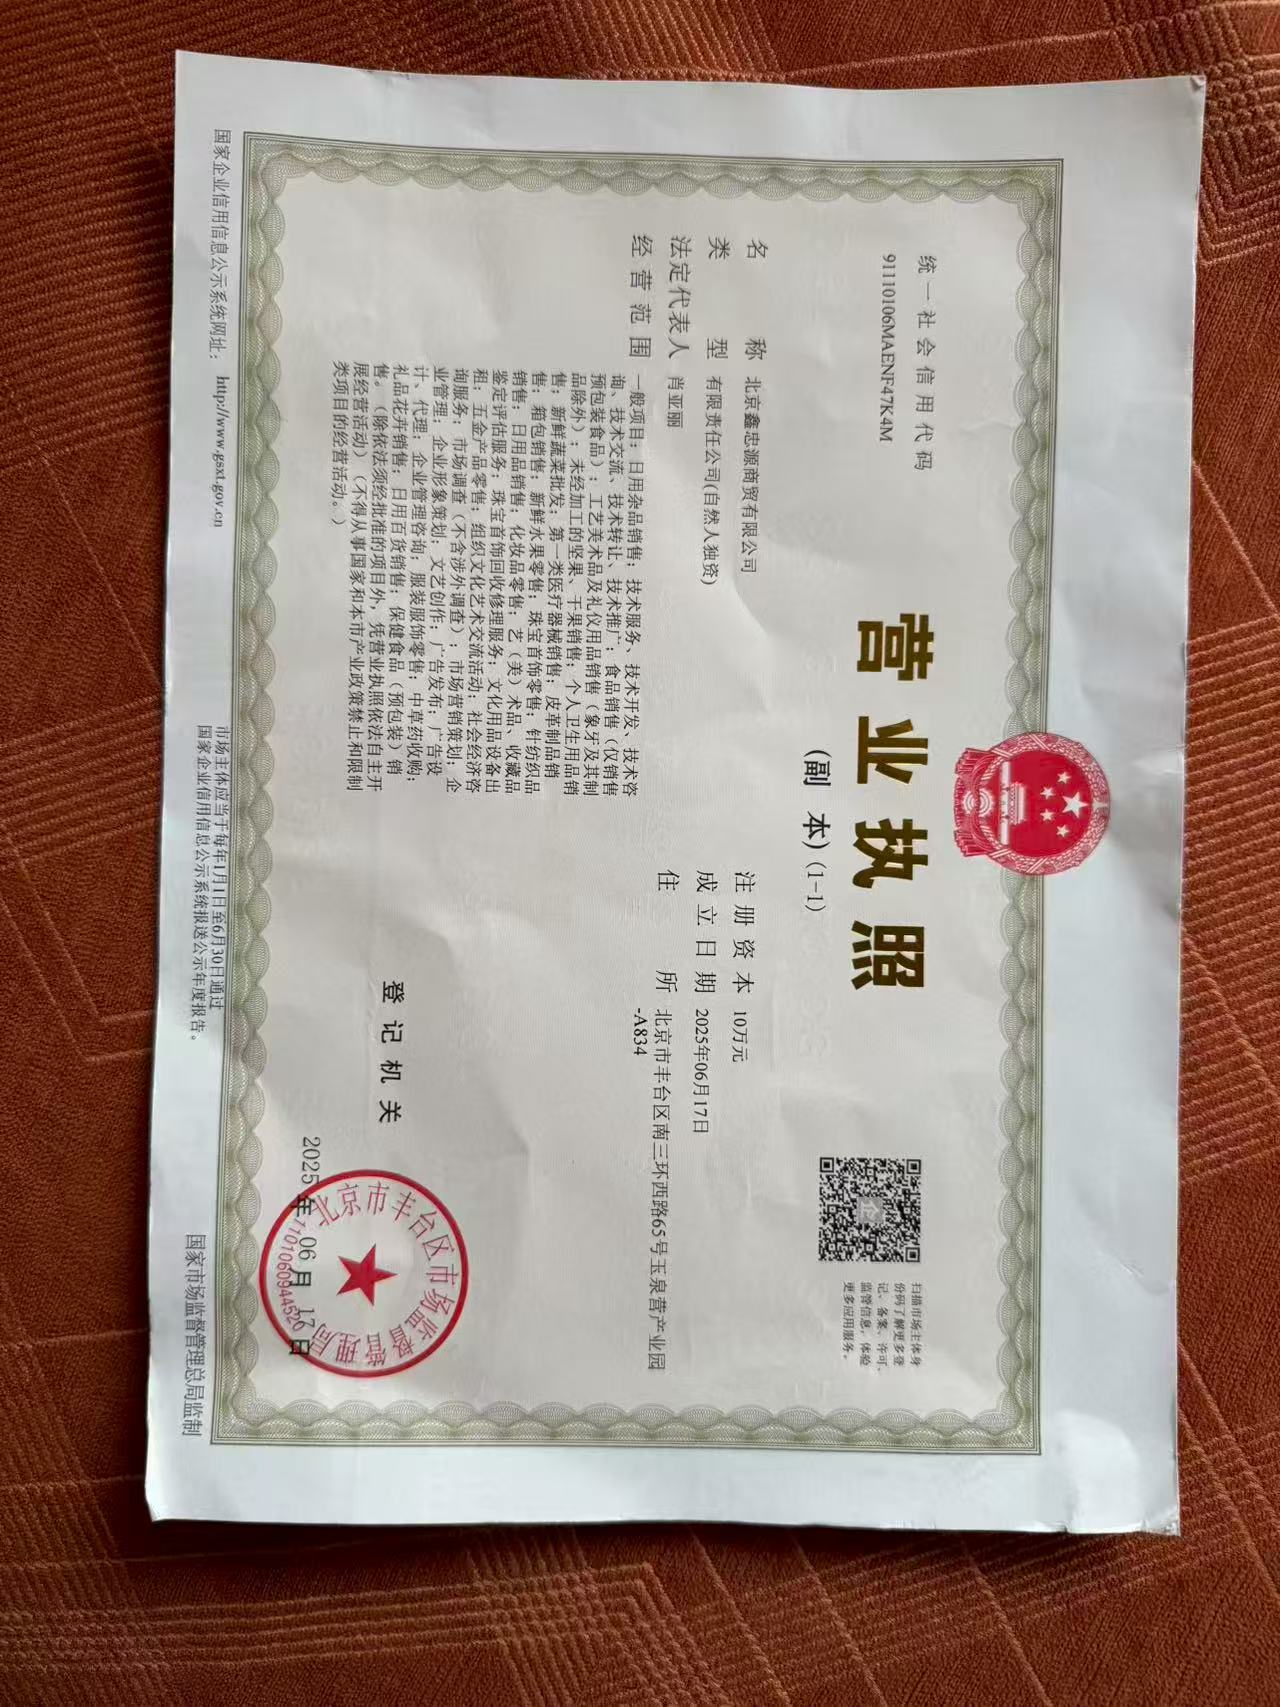 统一社会信用代码
91110106MAENF47K4M
营业执照
(副 本)(1-1)
扫描市场主体身
份码了解更多登
记、备案、许可、
监管信息，体验
更多应用服务。
名 称 北京鑫忠源商贸有限公司
类 型 有限责任公司(自然人独资)
法定代表人 肖亚丽
经营范围 一般项目：日用杂品销售；技术服务、技术开发、技术咨
询、技术交流、技术转让、技术推广；食品销售（仅销售
预包装食品）；工艺美术品及礼仪用品销售（象牙及其制
品除外）；未经加工的坚果、干果销售；个人卫生用品销
售；新鲜蔬菜批发；第一类医疗器械销售；皮革制品销
售；箱包销售；新鲜水果零售；珠宝首饰零售；针纺织品
销售；日用品销售；化妆品零售；艺（美）术品、收藏品
鉴定评估服务；珠宝首饰回收修理服务；文化用品设备出
租；五金产品零售；组织文化艺术交流活动；社会经济咨
询服务；市场调查（不含涉外调查）；市场营销策划；企
业管理；企业形象策划；文艺创作；广告发布；广告设
计、代理；企业管理咨询；服装服饰零售；中草药收购；
礼品花卉销售；日用百货销售；保健食品（预包装）销
售。（除依法须经批准的项目外，凭营业执照依法自主开
展经营活动）（不得从事国家和本市产业政策禁止和限制
类项目的经营活动。）
注册资本 10万元
成立日期 2025年06月17日
住 所 北京市丰台区南三环西路65号玉泉营产业园
-A834
登记机关
北京市丰台区市场监督管理局
1101060944520
2025年06月17日
国家企业信用信息公示系统网址： http://www.gsxt.gov.cn
市场主体应当于每年1月1日至6月30日通过
国家企业信用信息公示系统报送公示年度报告。
国家市场监督管理总局监制